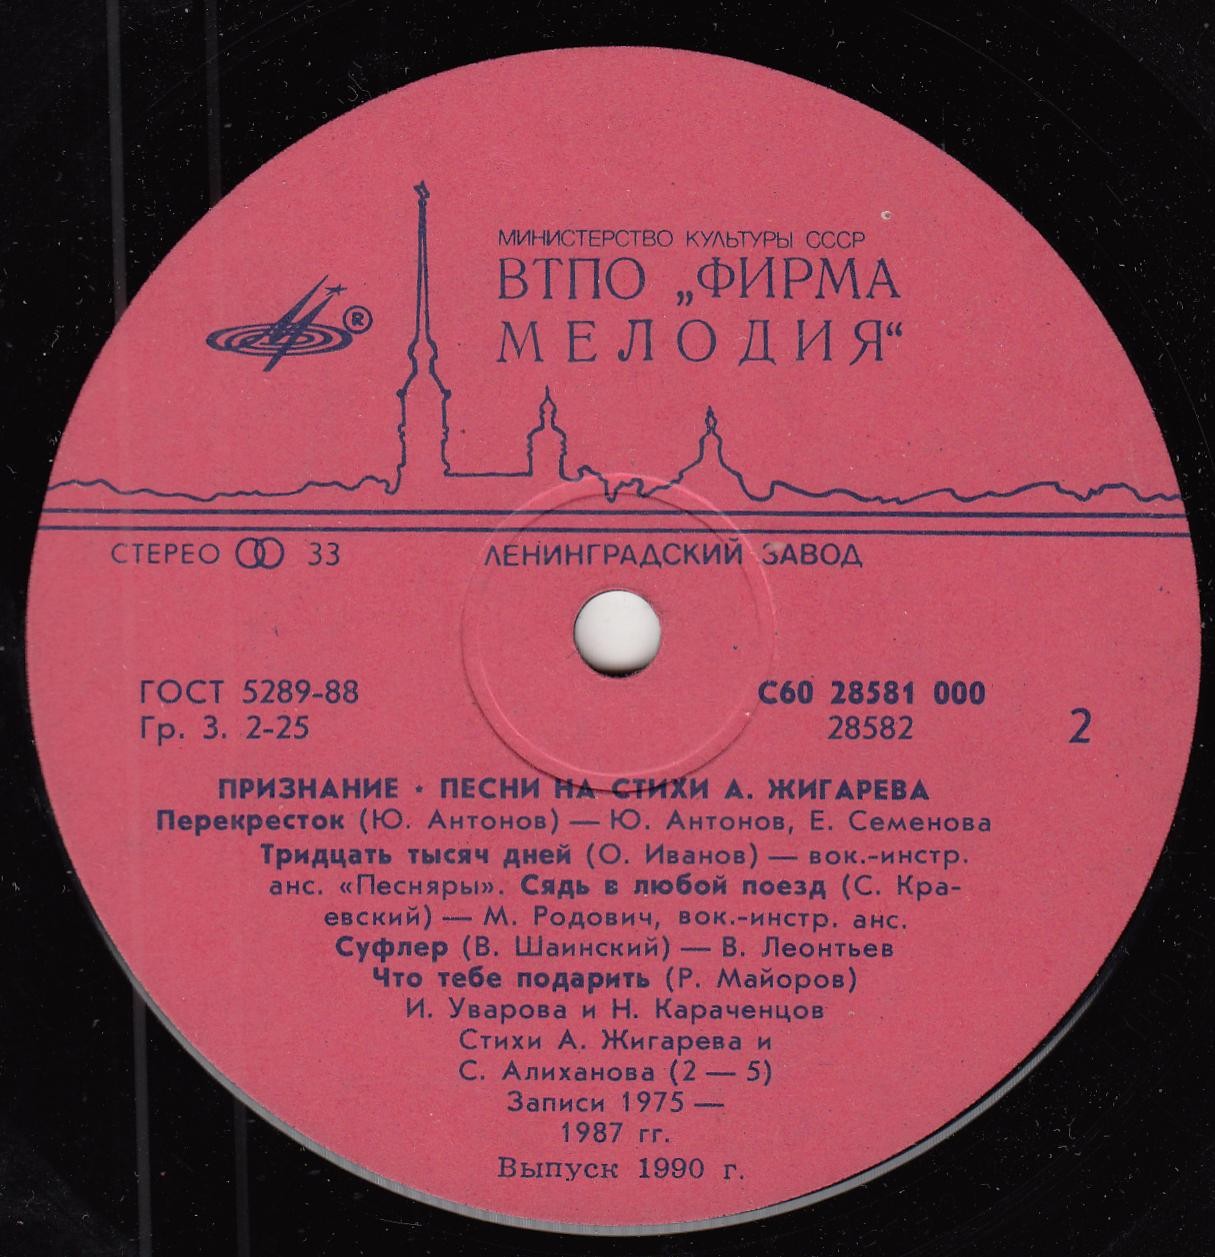 МИНИСТЕРСТВО КУЛЬТУРЫ СССР
ВТПО „ФИРМА
МЕЛОДИЯ“
®
СТЕРЕО 33 ЛЕНИНГРАДСКИЙ ЗАВОД
ГОСТ 5289-88 С60 28581 000
Гр. 3. 2-25 28582 2
ПРИЗНАНИЕ · ПЕСНИ НА СТИХИ А. ЖИГАРЕВА
Перекресток (Ю. Антонов) — Ю. Антонов, Е. Семенова
Тридцать тысяч дней (О. Иванов) — вок.-инстр.
анс. «Песняры». Сядь в любой поезд (С. Кра-
евский) — М. Родович, вок.-инстр. анс.
Суфлер (В. Шаинский) — В. Леонтьев
Что тебе подарить (Р. Майоров)
И. Уварова и Н. Караченцов
Стихи А. Жигарева и
С. Алиханова (2 — 5)
Записи 1975 —
1987 гг.
Выпуск 1990 г.